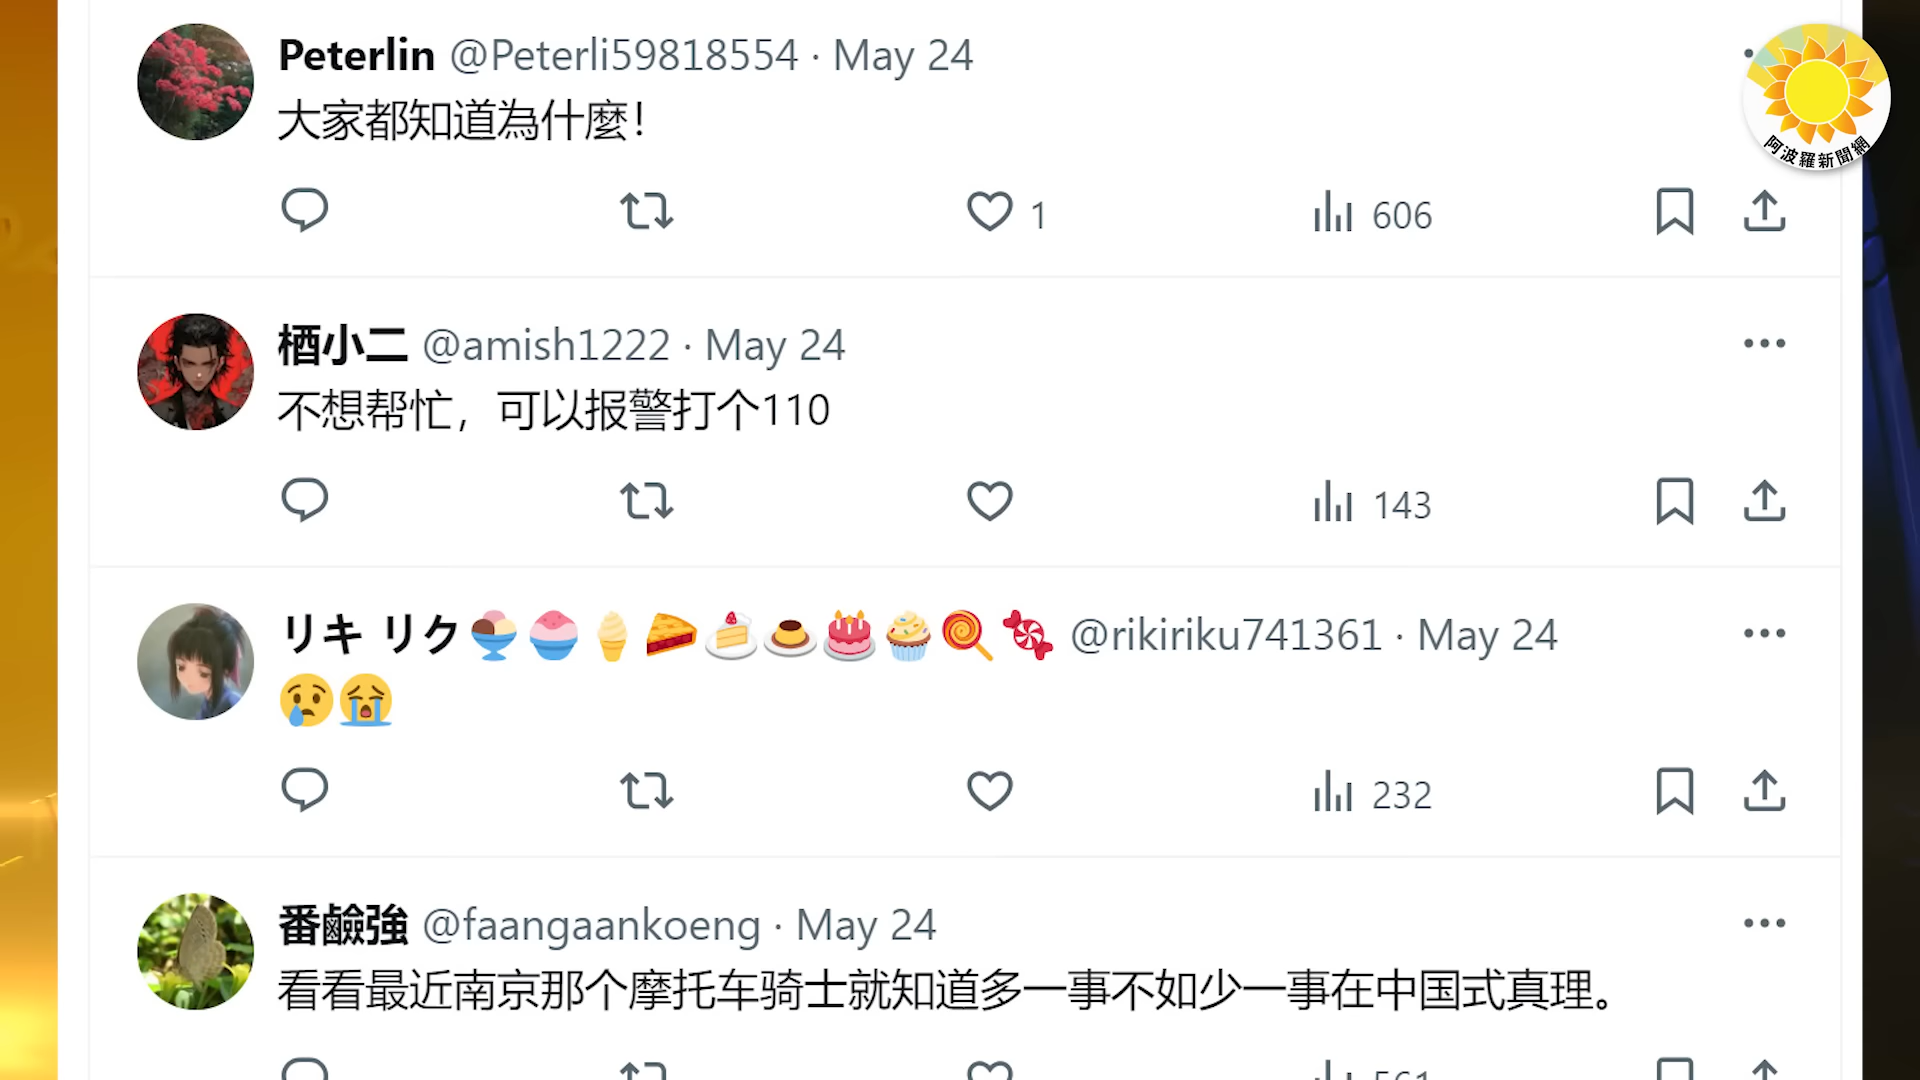 Peterlin @Peterli59818554 · May 24
阿波羅新聞網
大家都知道為什麼!
1
606
栖小二 @amish1222 · May 24
不想帮忙，可以报警打个110
143
リキ リク🍨🍧🍦🥧🍰🍮🎂🧁🍭🍬 @rikiriku741361 · May 24
😢😭
232
番鹼強 @faangaankoeng · May 24
看看最近南京那个摩托车骑士就知道多一事不如少一事在中国式真理。